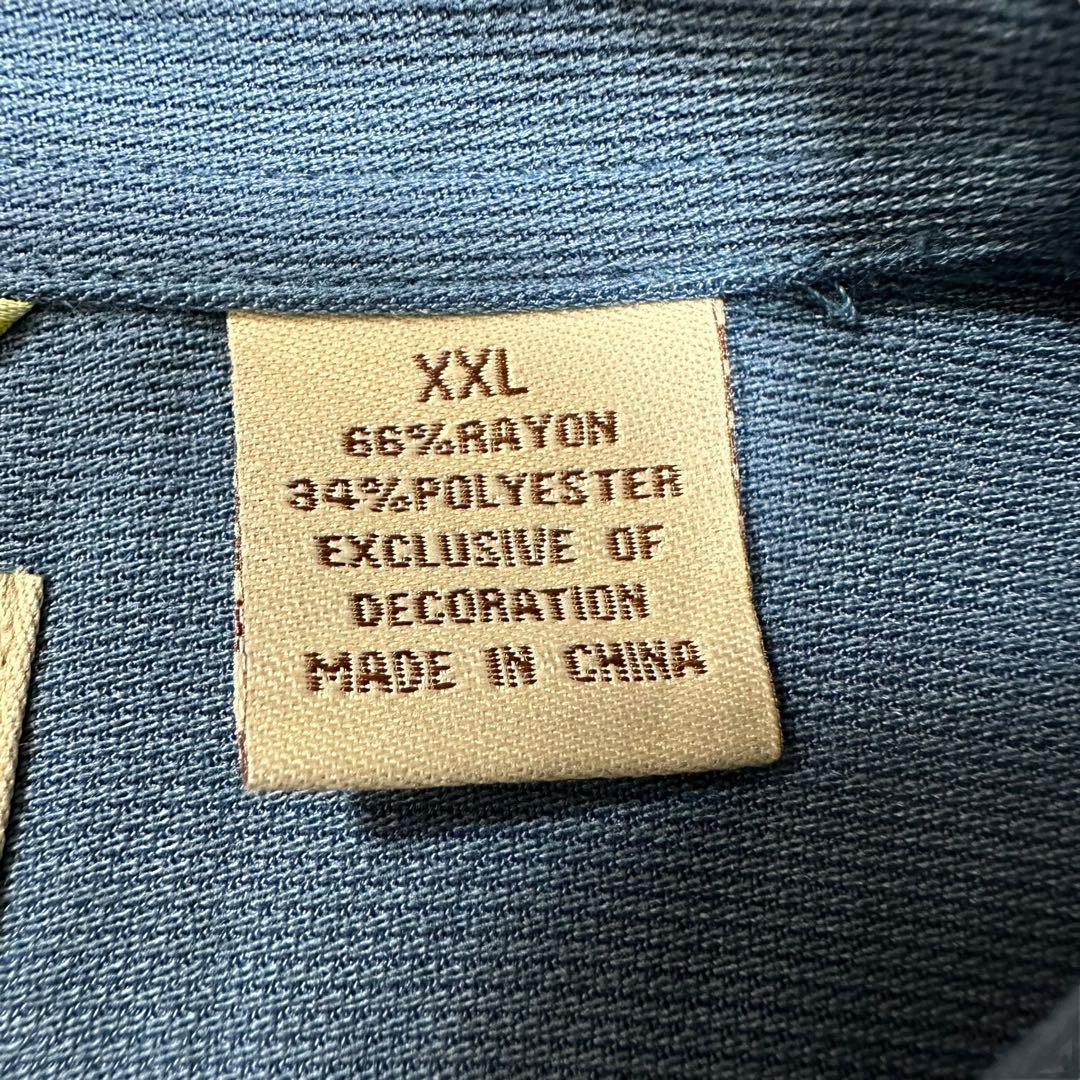 XXL
66%RAYON
34%POLYESTER
EXCLUSIVE OF
DECORATION
MADE IN CHINA